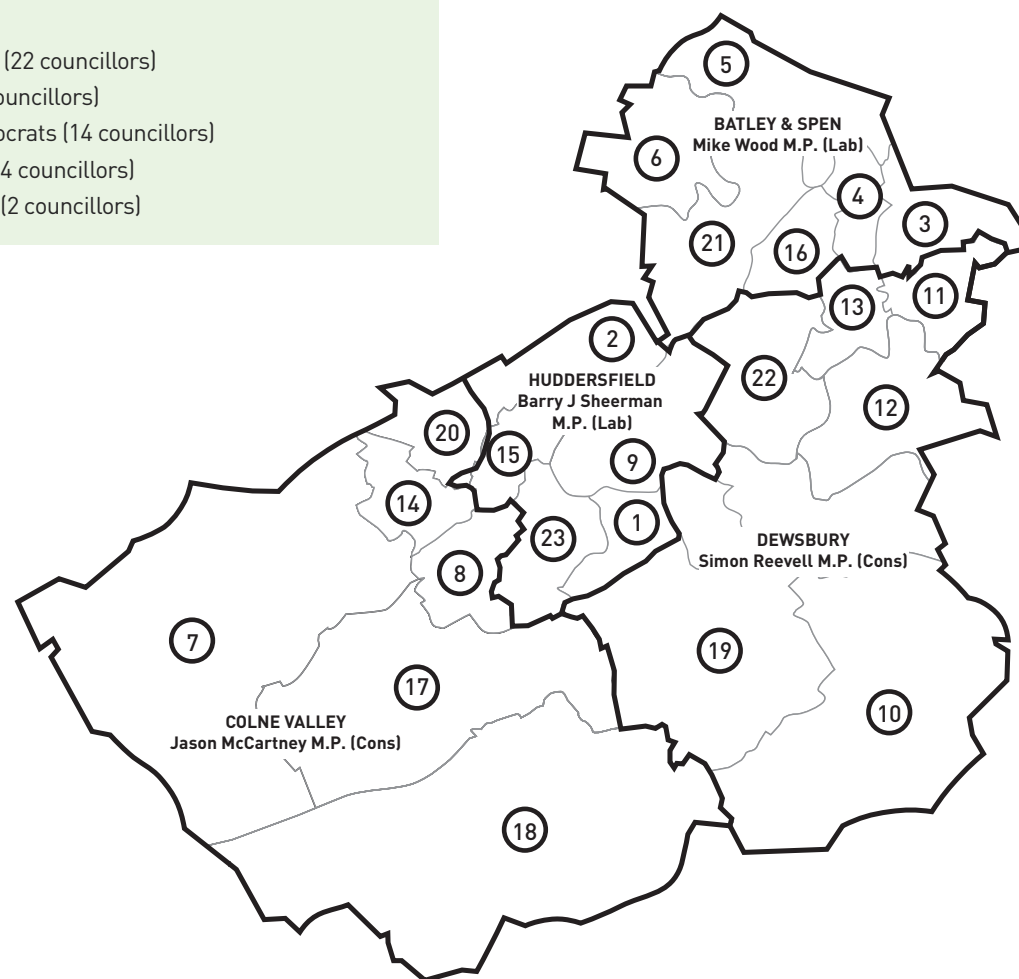 (22 councillors)
ouncillors)
ocrats (14 councillors)
4 councillors)
(2 councillors)
5
BATLEY & SPEN
Mike Wood M.P. (Lab)
6
4
3
21
16
11
13
2
22
HUDDERSFIELD
Barry J Sheerman
M.P. (Lab)
12
20
15
9
14
1
23
DEWSBURY
Simon Reevell M.P. (Cons)
8
7
19
17
10
COLNE VALLEY
Jason McCartney M.P. (Cons)
18